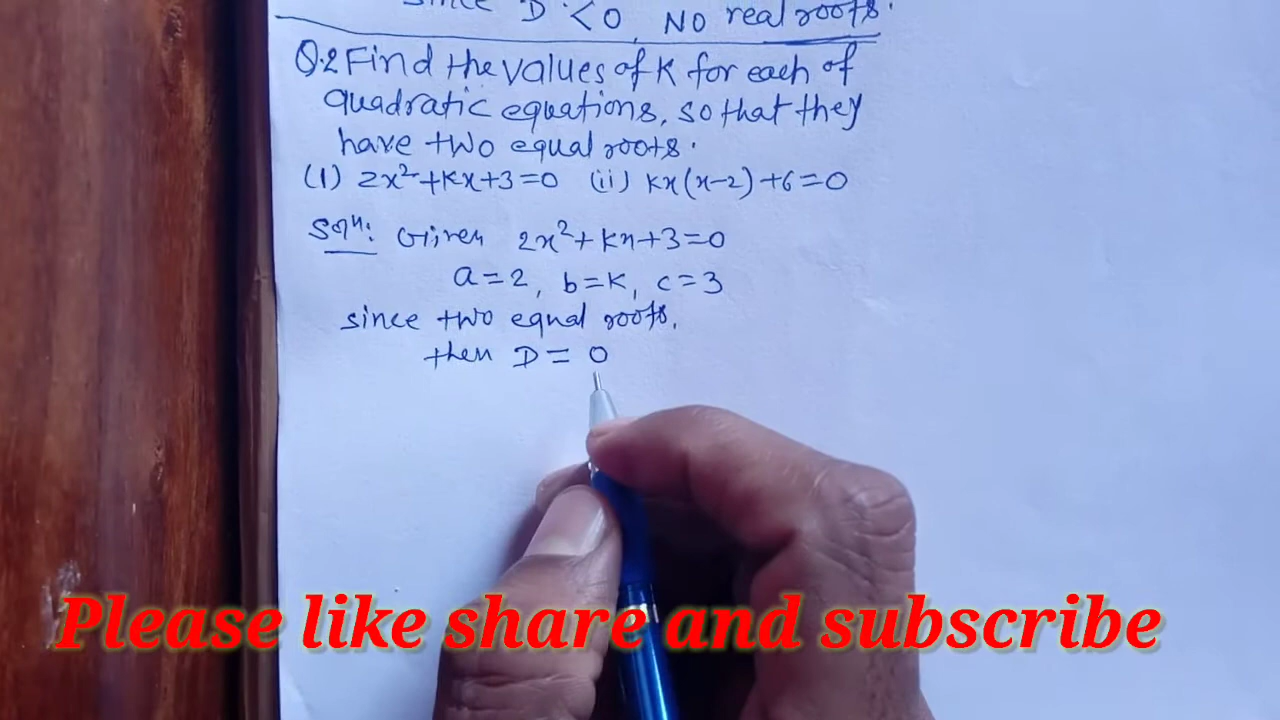 since D < 0, NO real roots.
Q.2 Find the values of K for each of
quadratic equations, so that they
have two equal roots.
(1) 2x²+Kx+3=0 (ii) Kx(x-2)+6=0
Solⁿ: Given 2x²+Kx+3=0
a=2, b=K, c=3
since two equal roots,
then D = 0
Please like share and subscribe